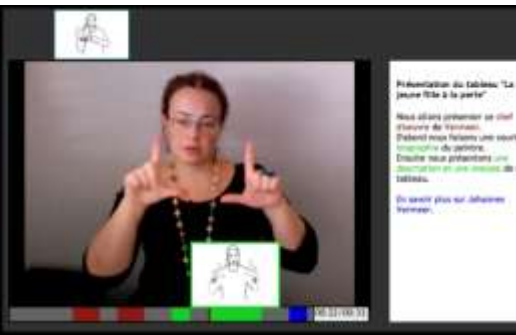 Présentation du tableau "La
jeune fille à la perle"
Nous allons présenter un chef
d'oeuvre de Vermeer.
D'abord nous faisons une courte
biographie du peintre.
Ensuite nous présentons une
description et une analyse du
tableau.
En savoir plus sur Johannes
Vermeer.